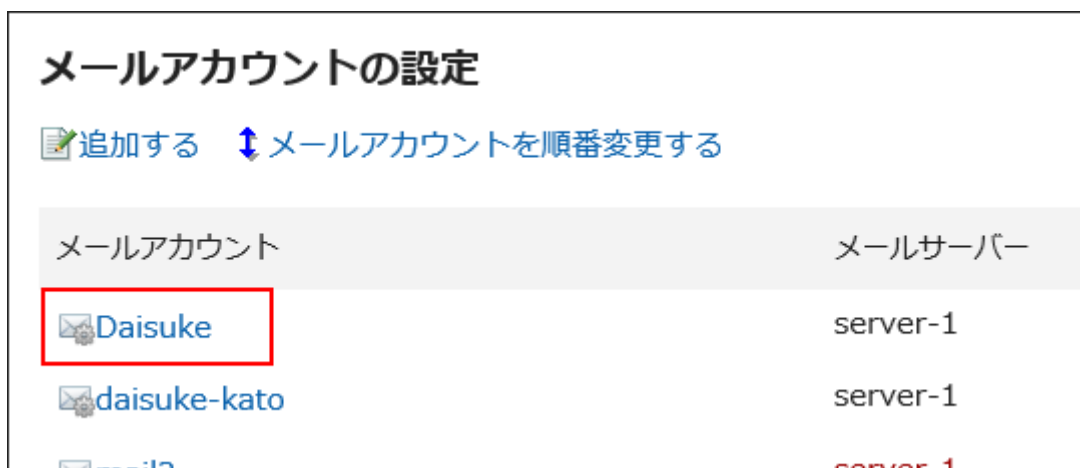 メールアカウントの設定
追加する メールアカウントを順番変更する
メールアカウント メールサーバー
Daisuke server-1
daisuke-kato server-1